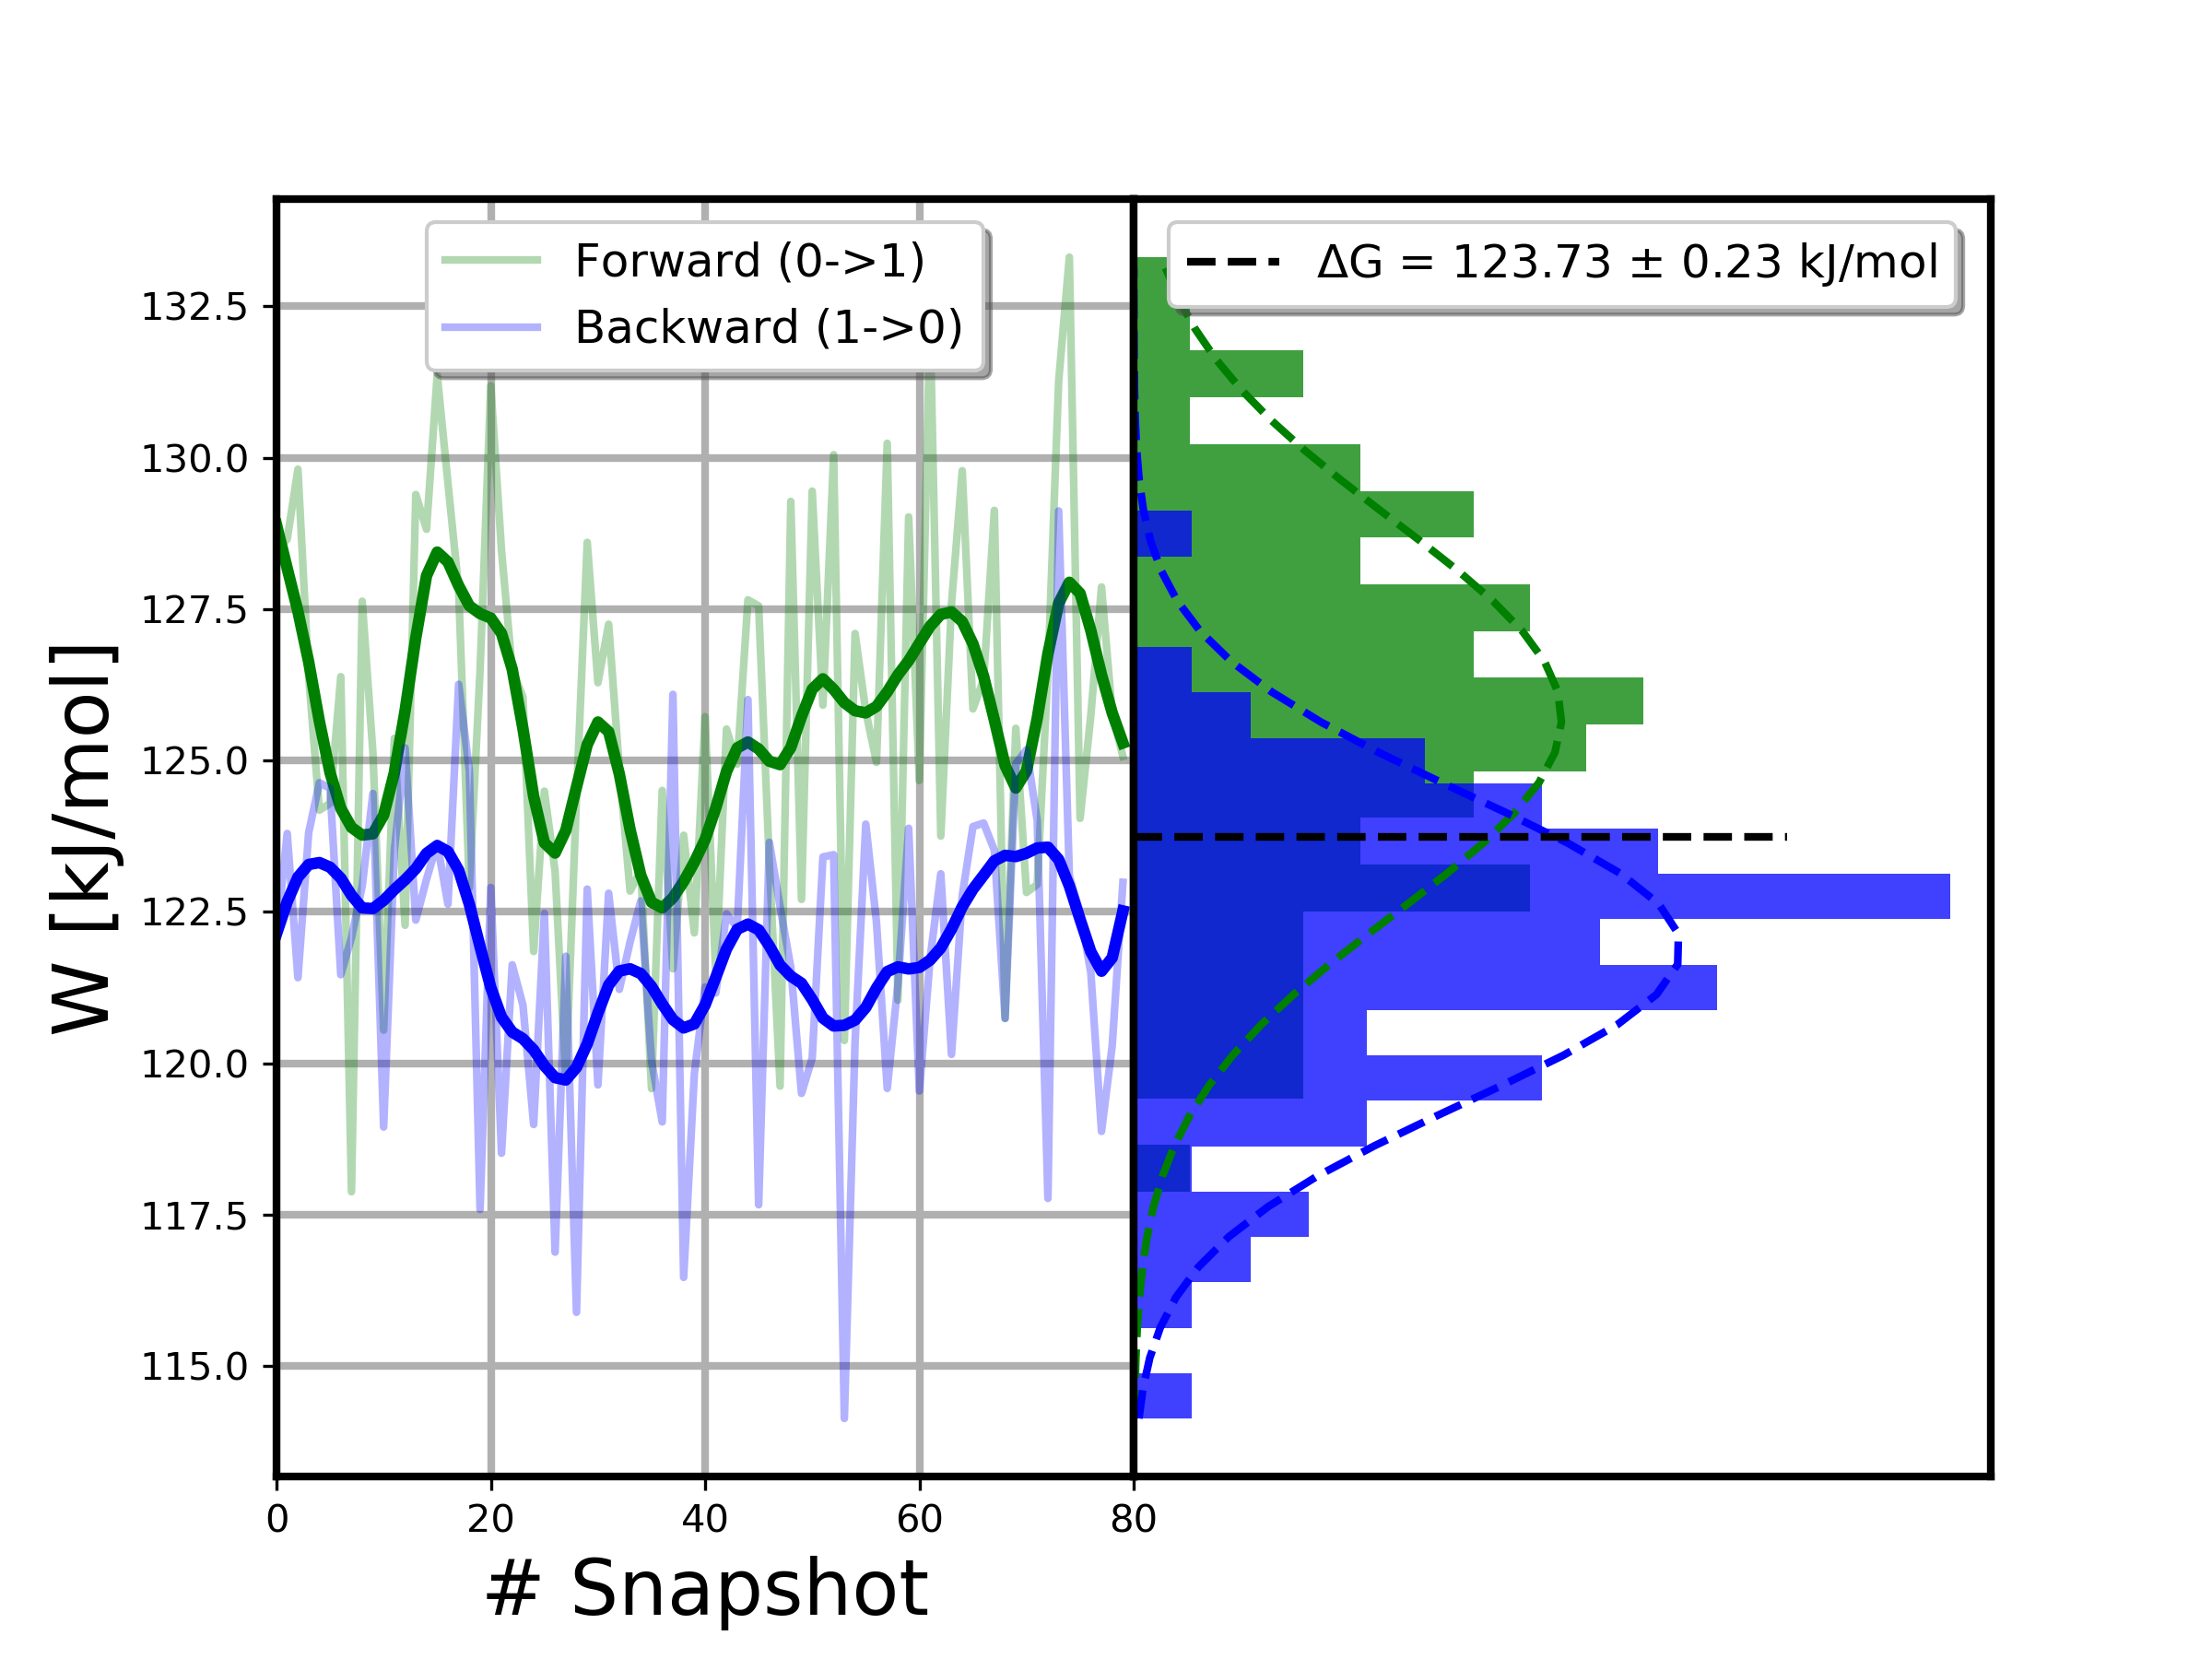 Forward (0->1)
Backward (1->0)
ΔG = 123.73 ± 0.23 kJ/mol
W [kJ/mol]
132.5
130.0
127.5
125.0
122.5
120.0
117.5
115.0
0 20 40 60 80
# Snapshot